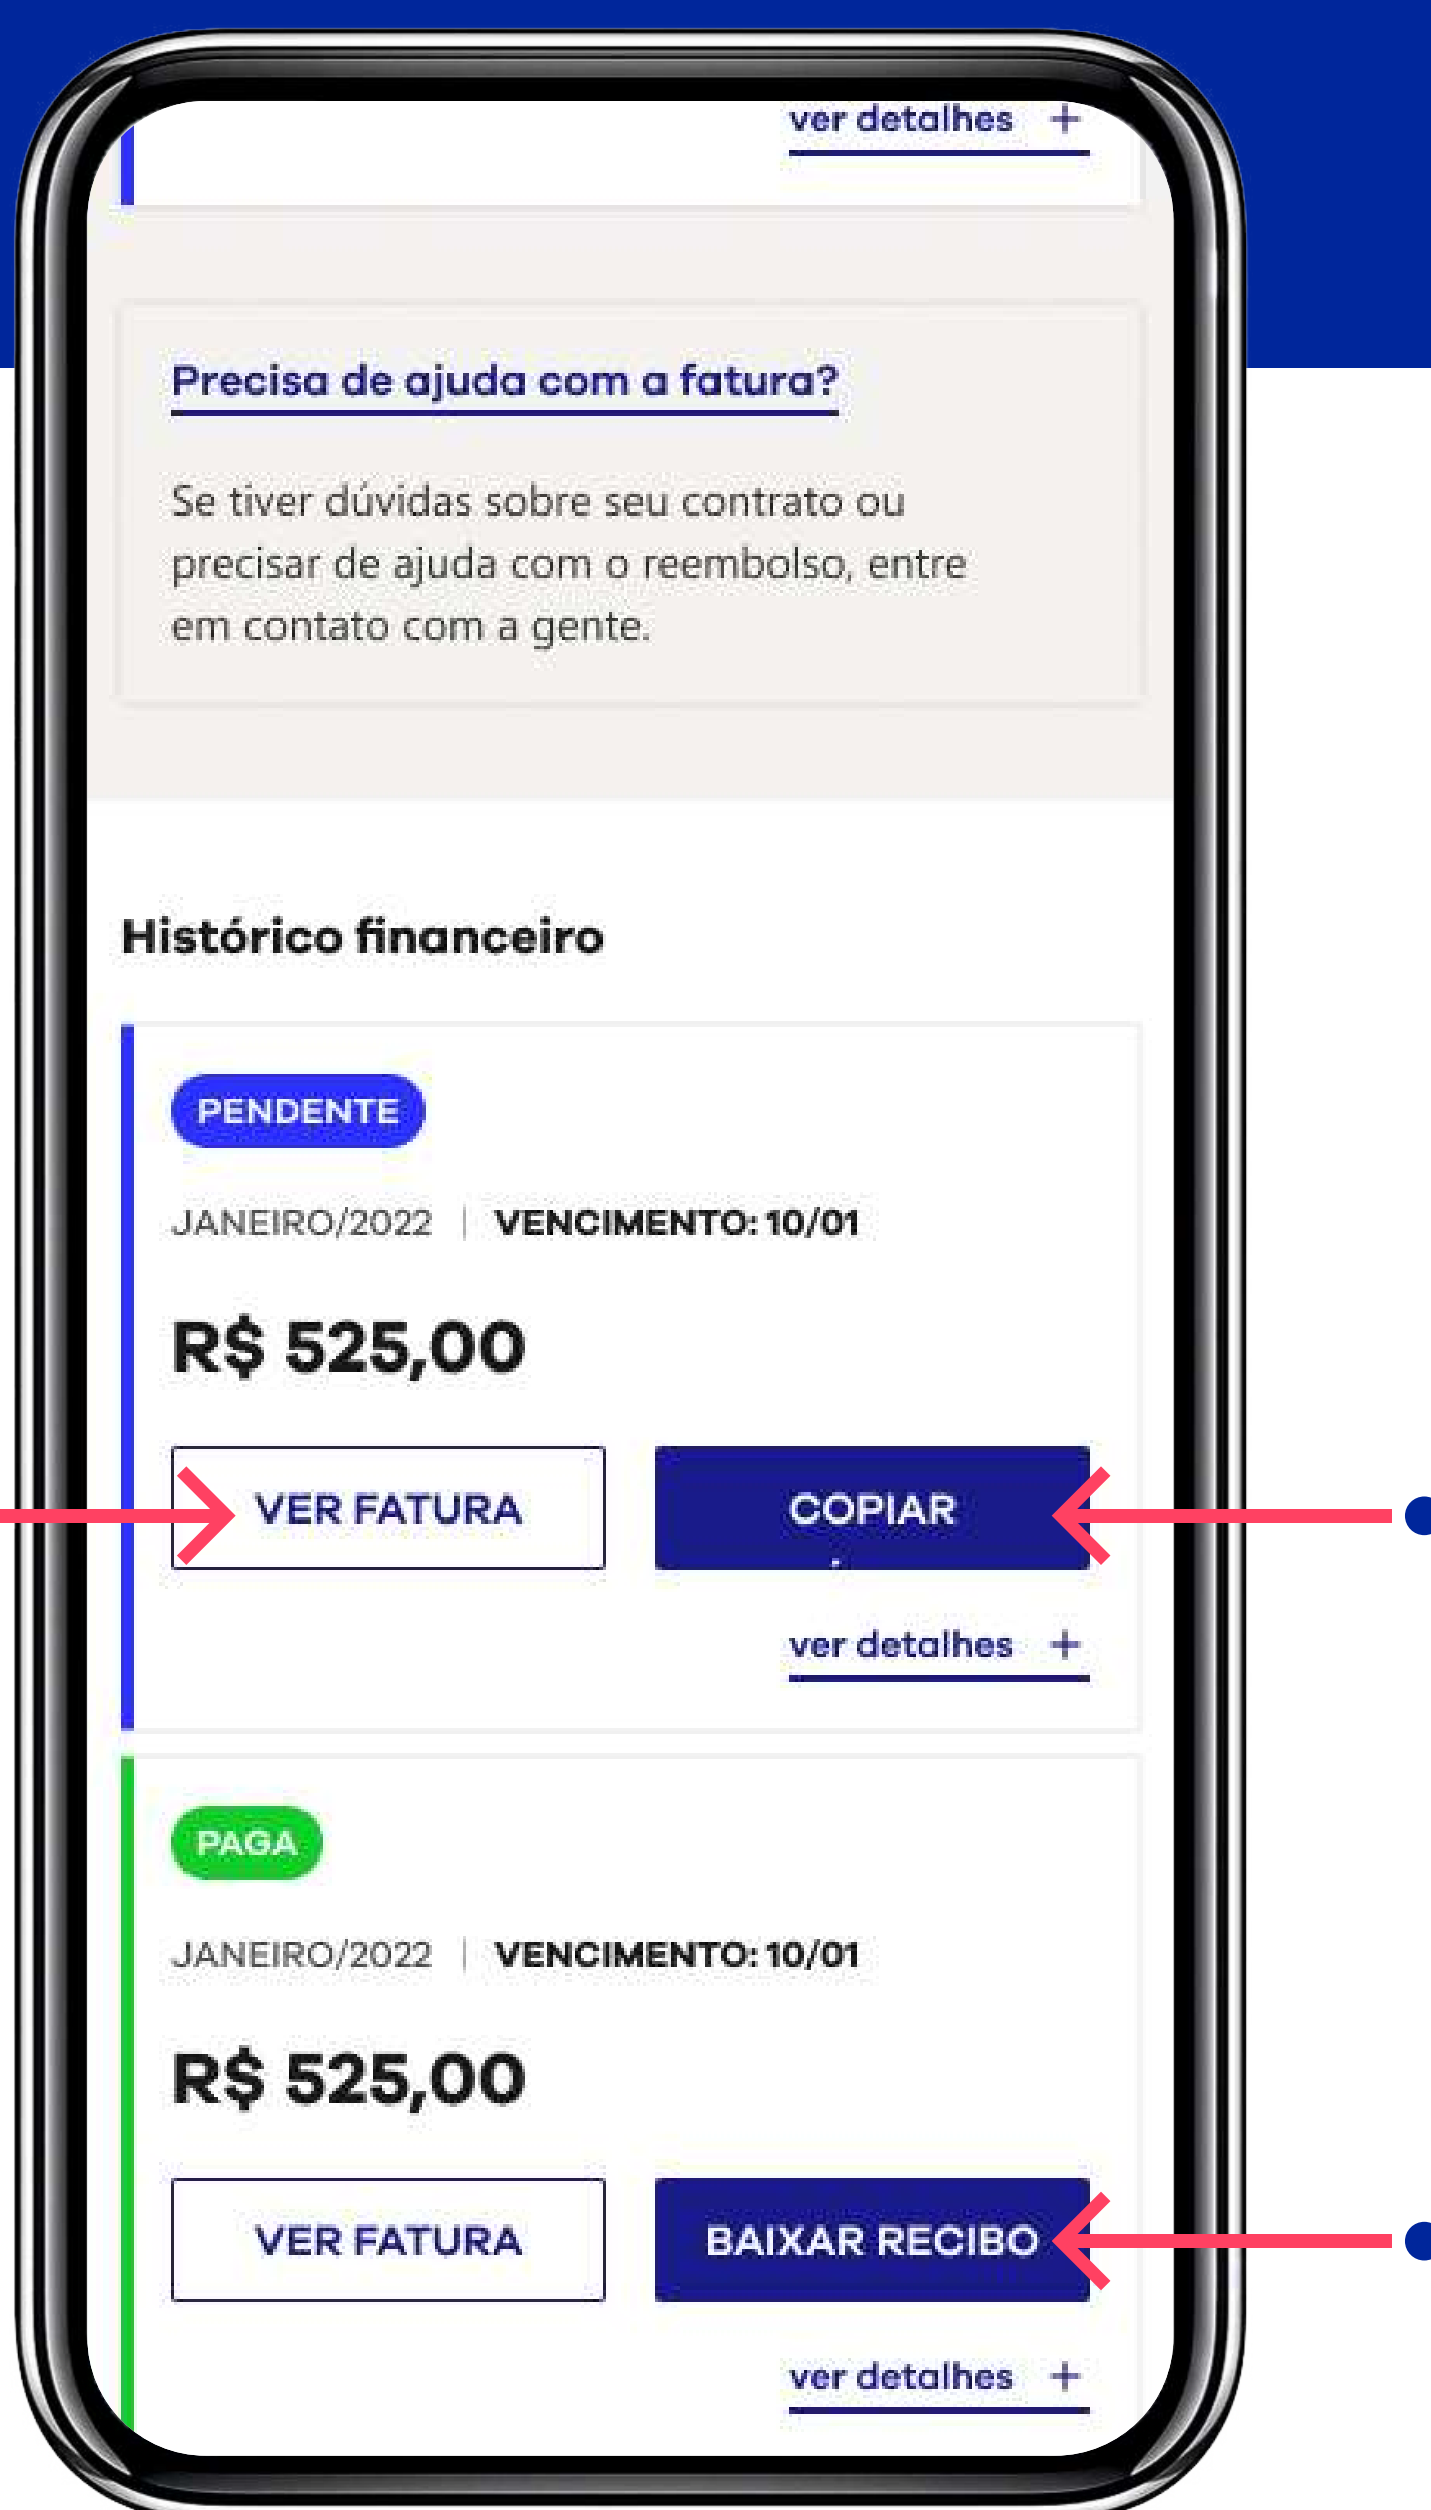 ver detalhes +
Precisa de ajuda com a fatura?
Se tiver dúvidas sobre seu contrato ou
precisar de ajuda com o reembolso, entre
em contato com a gente.
Histórico financeiro
PENDENTE
JANEIRO/2022 | VENCIMENTO: 10/01
R$ 525,00
VER FATURA COPIAR
ver detalhes +
PAGA
JANEIRO/2022 | VENCIMENTO: 10/01
R$ 525,00
VER FATURA BAIXAR RECIBO
ver detalhes +